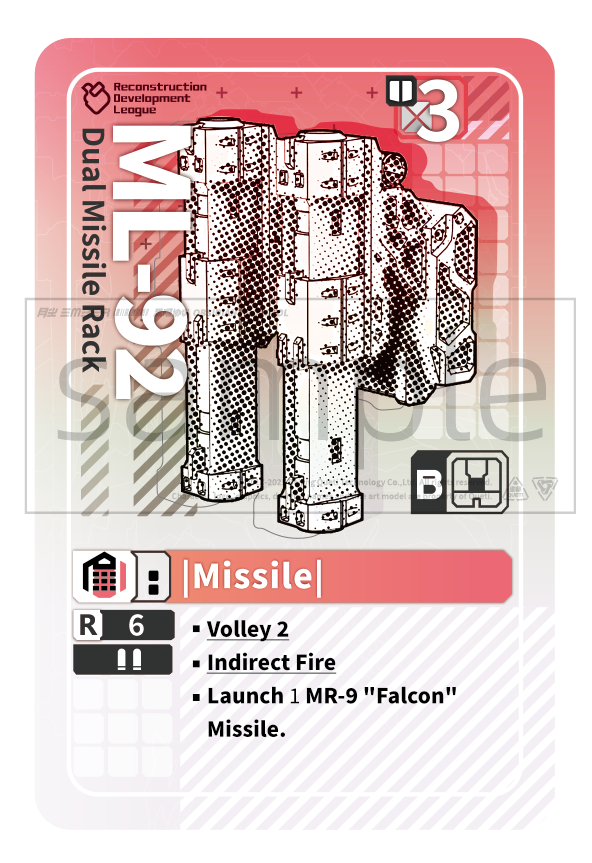 Reconstruction
Development
League
3
ML-92
Dual Missile Rack
sample
B
|Missile|
R 6
▪ Volley 2
▪ Indirect Fire
▪ Launch 1 MR-9 "Falcon"
Missile.